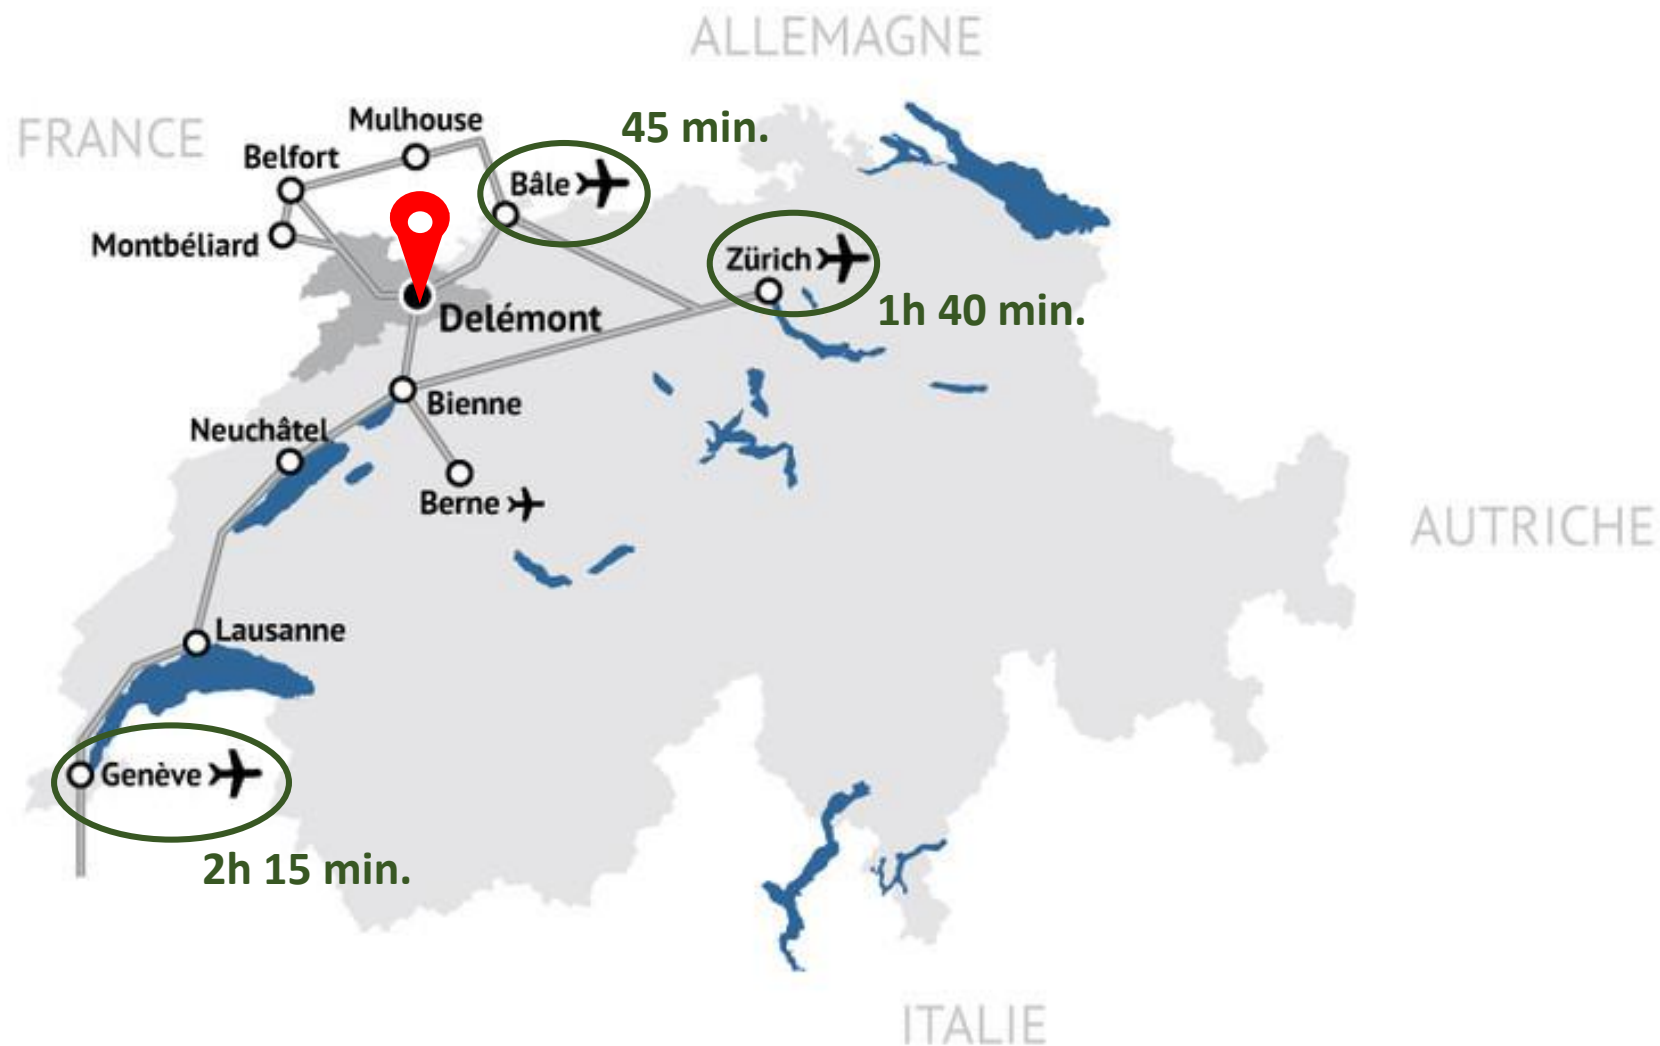 ALLEMAGNE
FRANCE
Mulhouse
45 min.
Belfort
Bâle
Montbéliard
Zürich
1h 40 min.
Delémont
Bienne
Neuchâtel
Berne
AUTRICHE
Lausanne
Genève
2h 15 min.
ITALIE